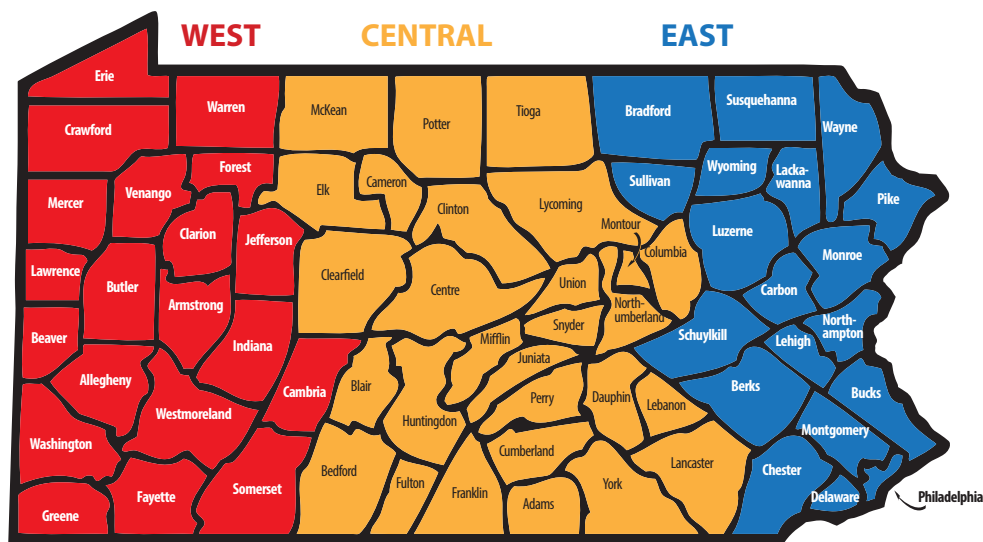 WEST
CENTRAL
EAST
Erie
Warren
McKean
Potter
Tioga
Bradford
Susquehanna
Wayne
Crawford
Forest
Elk
Cameron
Clinton
Lycoming
Sullivan
Wyoming
Lacka-
wanna
Pike
Mercer
Venango
Clarion
Jefferson
Montour
Columbia
Luzerne
Monroe
Lawrence
Butler
Armstrong
Clearfield
Centre
Union
North-
umberland
Carbon
Beaver
Indiana
Mifflin
Snyder
Schuylkill
Lehigh
North-
ampton
Allegheny
Cambria
Blair
Juniata
Perry
Dauphin
Lebanon
Berks
Bucks
Westmoreland
Huntingdon
Montgomery
Washington
Bedford
Fulton
Cumberland
Lancaster
Chester
Greene
Fayette
Somerset
Franklin
Adams
York
Delaware
Philadelphia